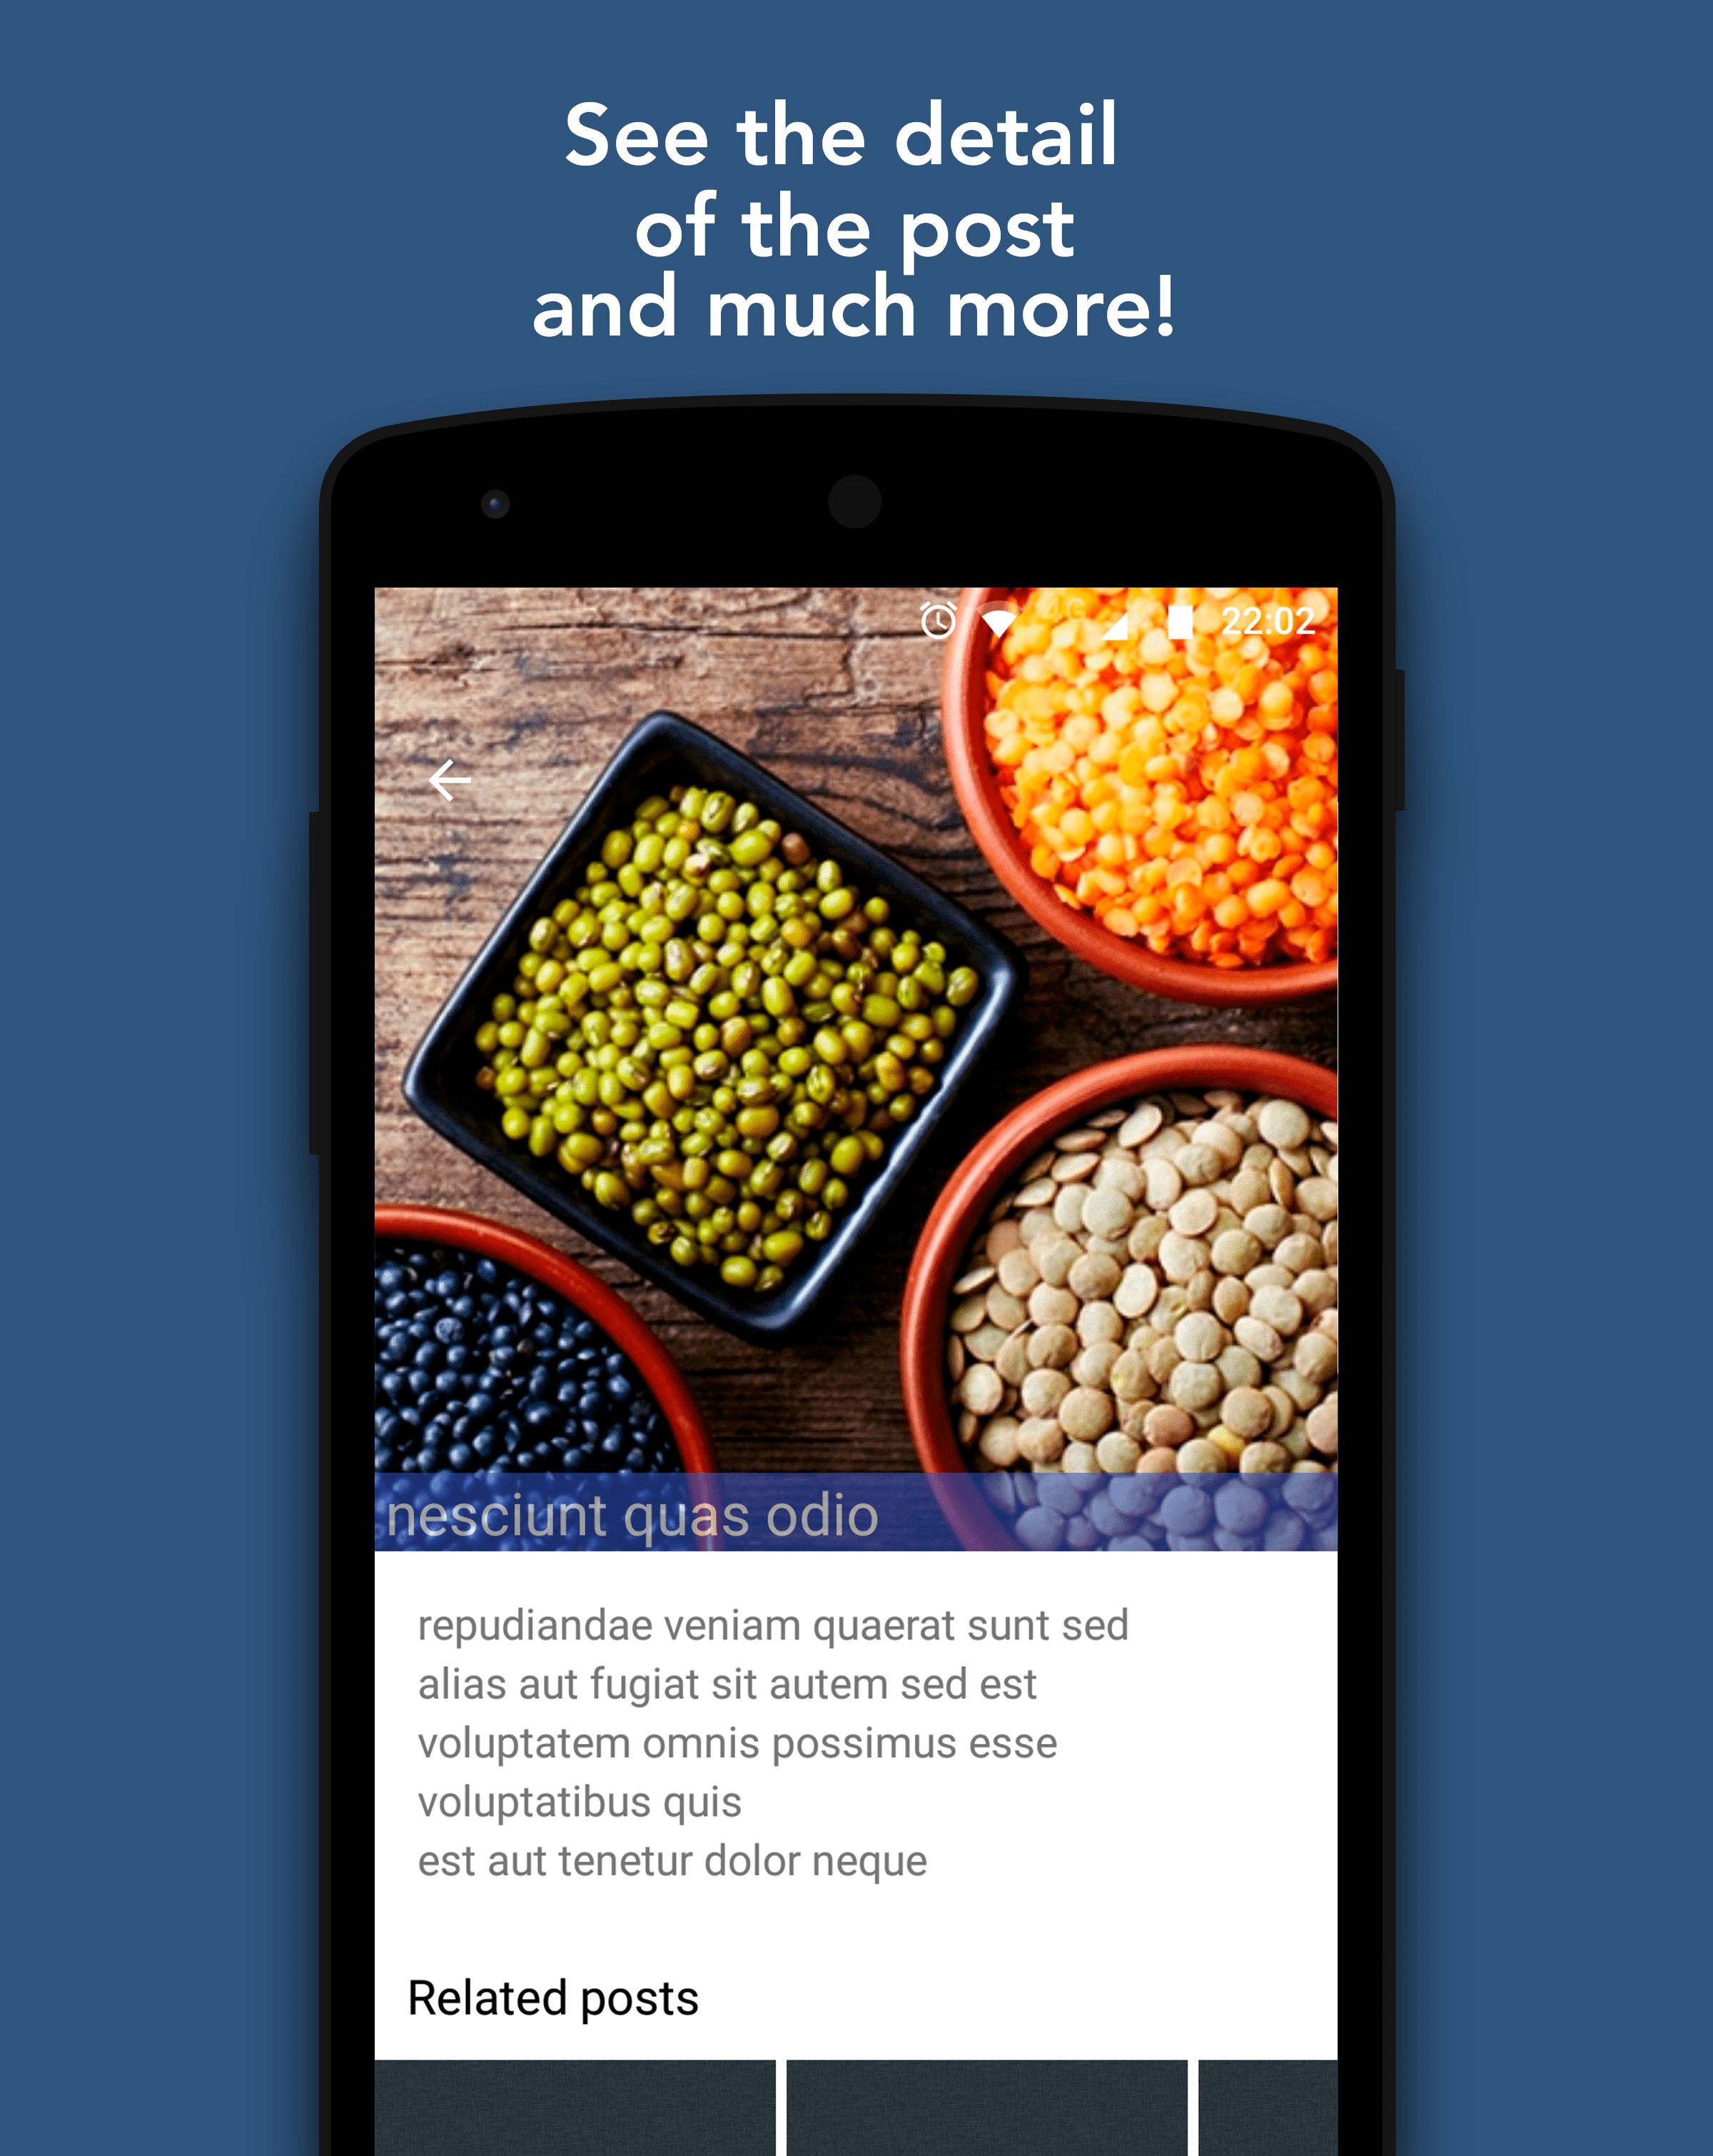 See the detail
of the post
and much more!
4G 22:02
nesciunt quas odio
repudiandae veniam quaerat sunt sed
alias aut fugiat sit autem sed est
voluptatem omnis possimus esse
voluptatibus quis
est aut tenetur dolor neque
Related posts